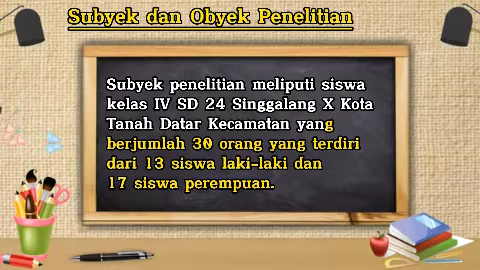 Subyek dan Obyek Penelitian
Subyek penelitian meliputi siswa
kelas IV SD 24 Singgalang X Kota
Tanah Datar Kecamatan yang
berjumlah 30 orang yang terdiri
dari 13 siswa laki-laki dan
17 siswa perempuan.